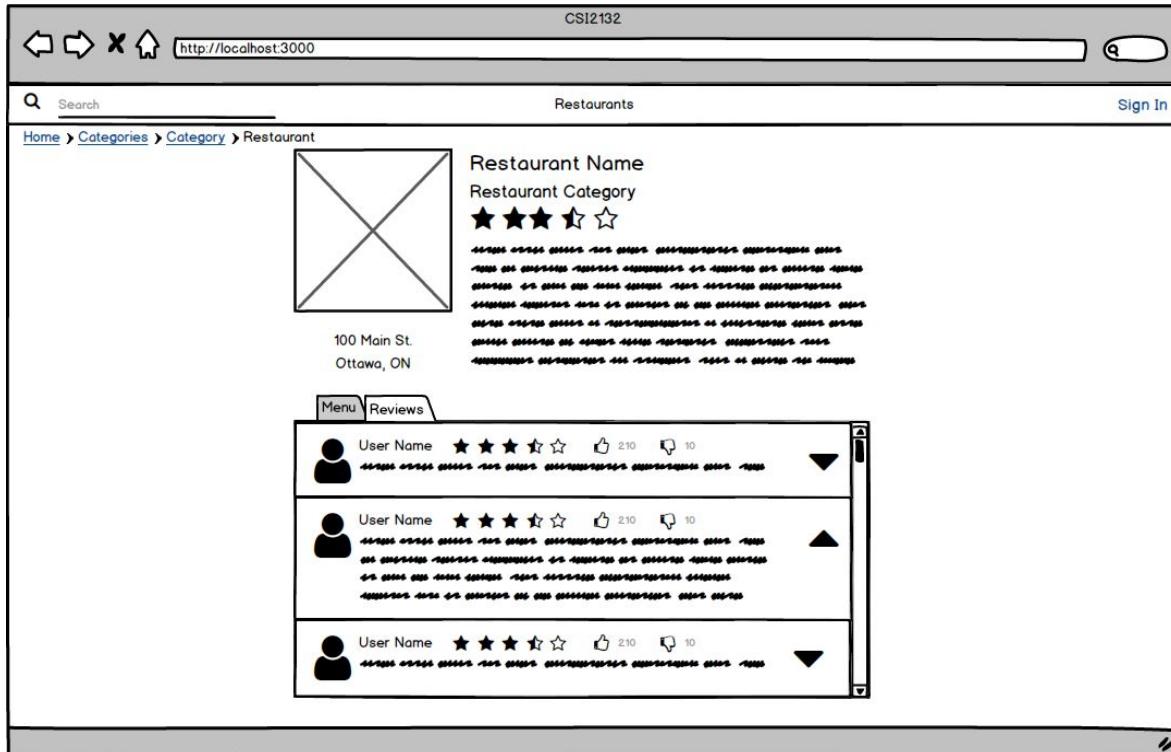 CSI2132
http://localhost:3000
Search
Restaurants
Sign In
Home > Categories > Category > Restaurant
Restaurant Name
Restaurant Category
100 Main St.
Ottawa, ON
Menu Reviews
User Name 210 10
User Name 210 10
User Name 210 10